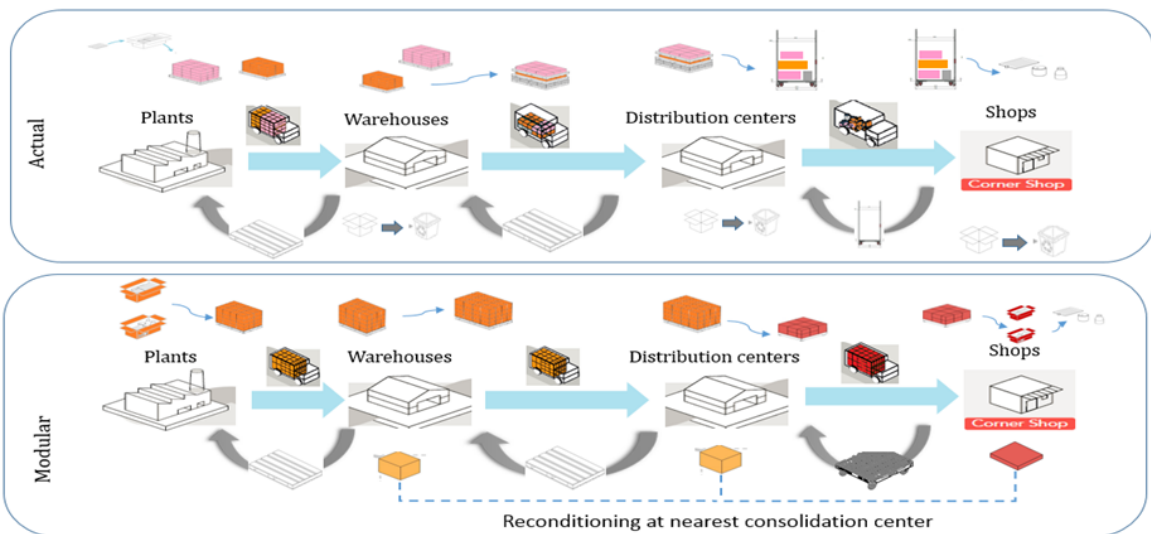 Actual
Plants
Warehouses
Distribution centers
Shops
Corner Shop
Modular
Plants
Warehouses
Distribution centers
Shops
Corner Shop
Reconditioning at nearest consolidation center